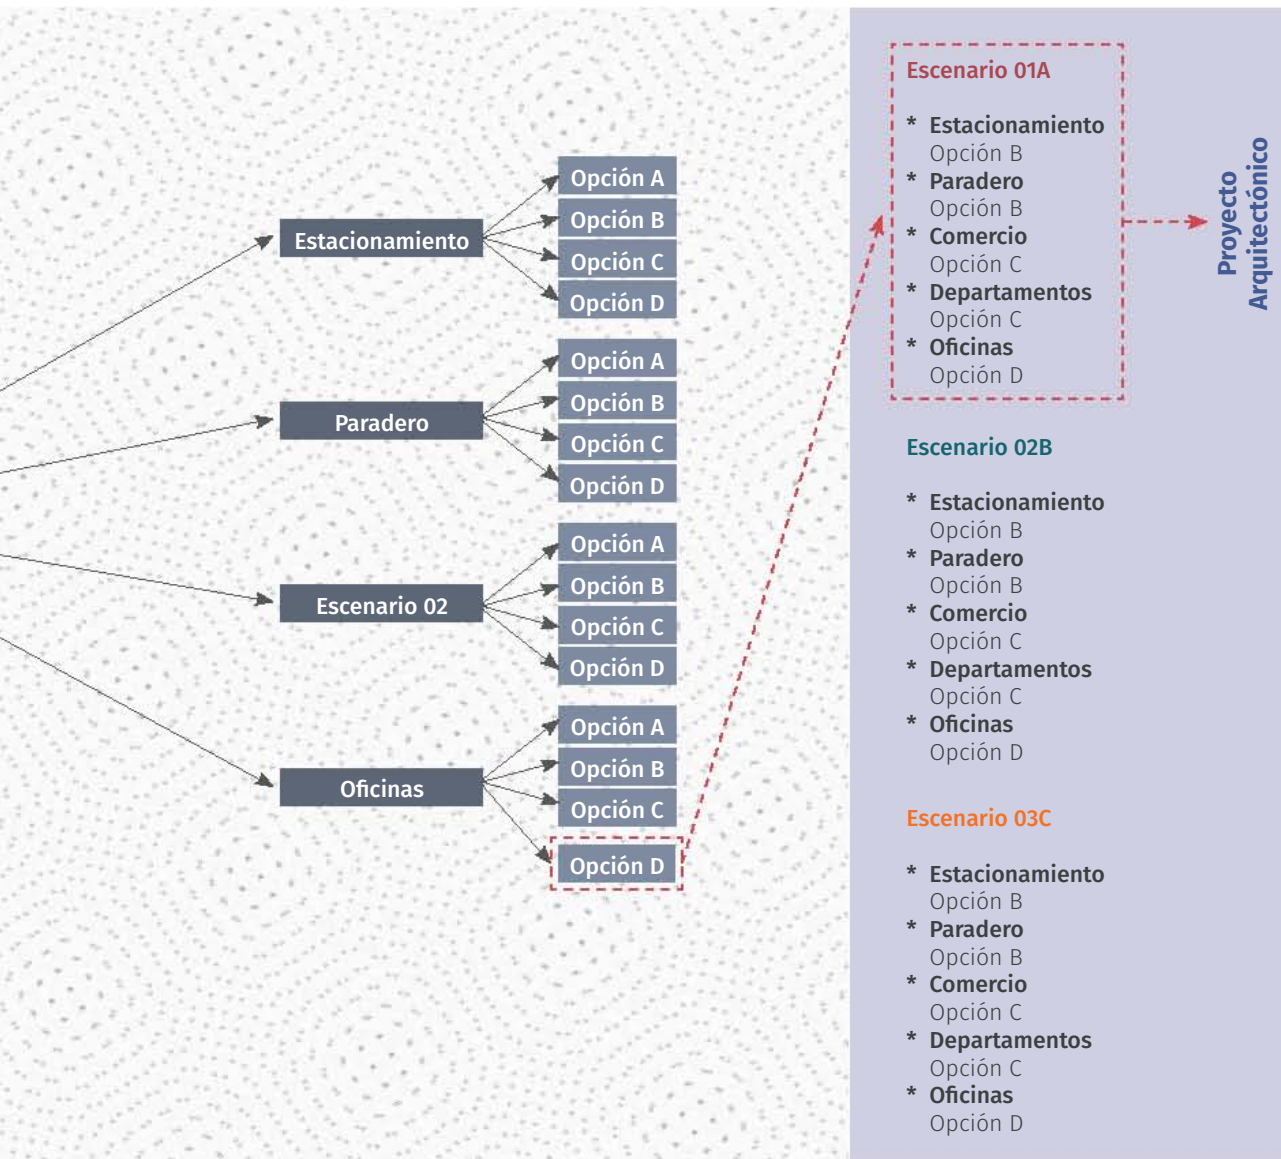 Estacionamiento
Opción A
Opción B
Opción C
Opción D
Paradero
Opción A
Opción B
Opción C
Opción D
Escenario 02
Opción A
Opción B
Opción C
Opción D
Oficinas
Opción A
Opción B
Opción C
Opción D
Escenario 01A
* Estacionamiento
Opción B
* Paradero
Opción B
* Comercio
Opción C
* Departamentos
Opción C
* Oficinas
Opción D
Escenario 02B
* Estacionamiento
Opción B
* Paradero
Opción B
* Comercio
Opción C
* Departamentos
Opción C
* Oficinas
Opción D
Escenario 03C
* Estacionamiento
Opción B
* Paradero
Opción B
* Comercio
Opción C
* Departamentos
Opción C
* Oficinas
Opción D
Proyecto
Arquitectónico